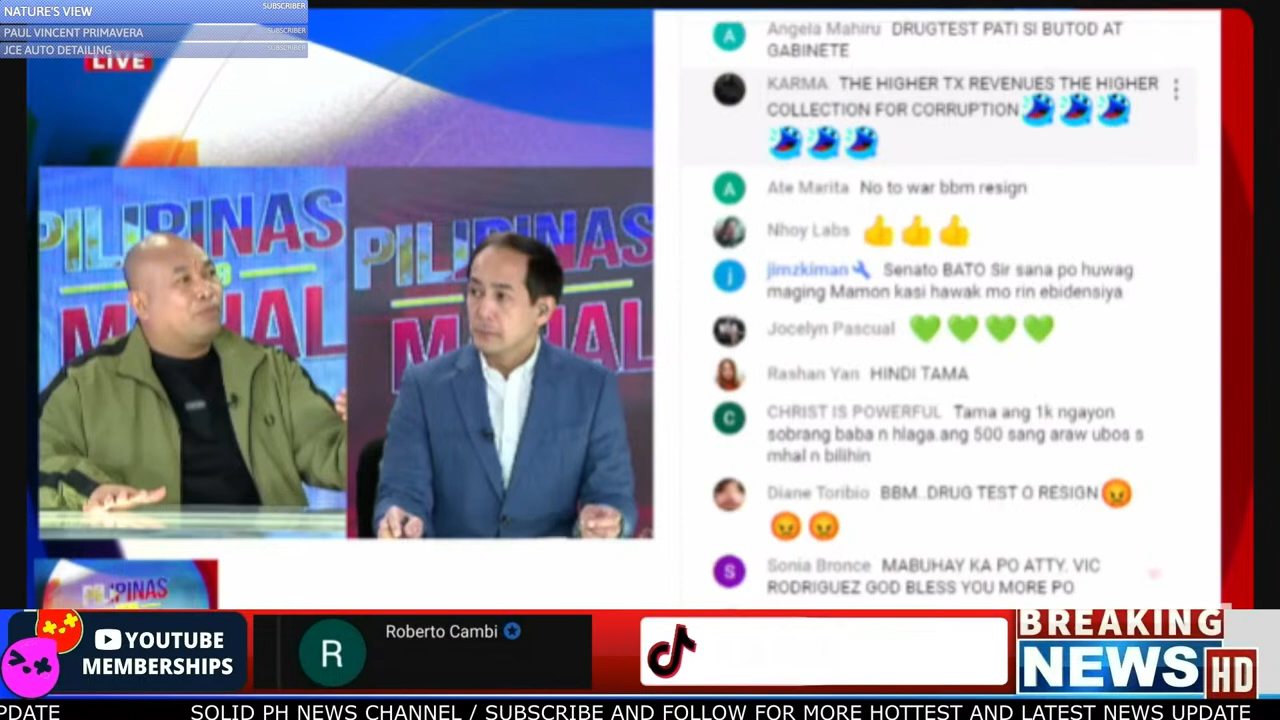 NATURE'S VIEW
SUBSCRIBER
PAUL VINCENT PRIMAVERA
SUBSCRIBER
JCE AUTO DETAILING
SUBSCRIBER
LIVE
PILIPINAS
MAHAL
PILIPINAS
MAHAL
Angela Mahiru DRUGTEST PATI SI BUTOD AT
GABINETE
KARMA THE HIGHER TX REVENUES THE HIGHER
COLLECTION FOR CORRUPTION
A
Ate Marita No to war bbm resign
Nhoy Labs
j
jimzkiman Senato BATO Sir sana po huwag
maging Mamon kasi hawak mo rin ebidensiya
Jocelyn Pascual
Rashan Yan HINDI TAMA
C
CHRIST IS POWERFUL Tama ang 1k ngayon
sobrang baba n hlaga.ang 500 sang araw ubos s
mhal n bilihin
Diane Toribio BBM..DRUG TEST O RESIGN
S
Sonia Bronce MABUHAY KA PO ATTY. VIC
RODRIGUEZ GOD BLESS YOU MORE PO
PILIPINAS
YOUTUBE
MEMBERSHIPS
R
Roberto Cambi
BREAKING
NEWS HD
PDATE SOLID PH NEWS CHANNEL / SUBSCRIBE AND FOLLOW FOR MORE HOTTEST AND LATEST NEWS UPDATE